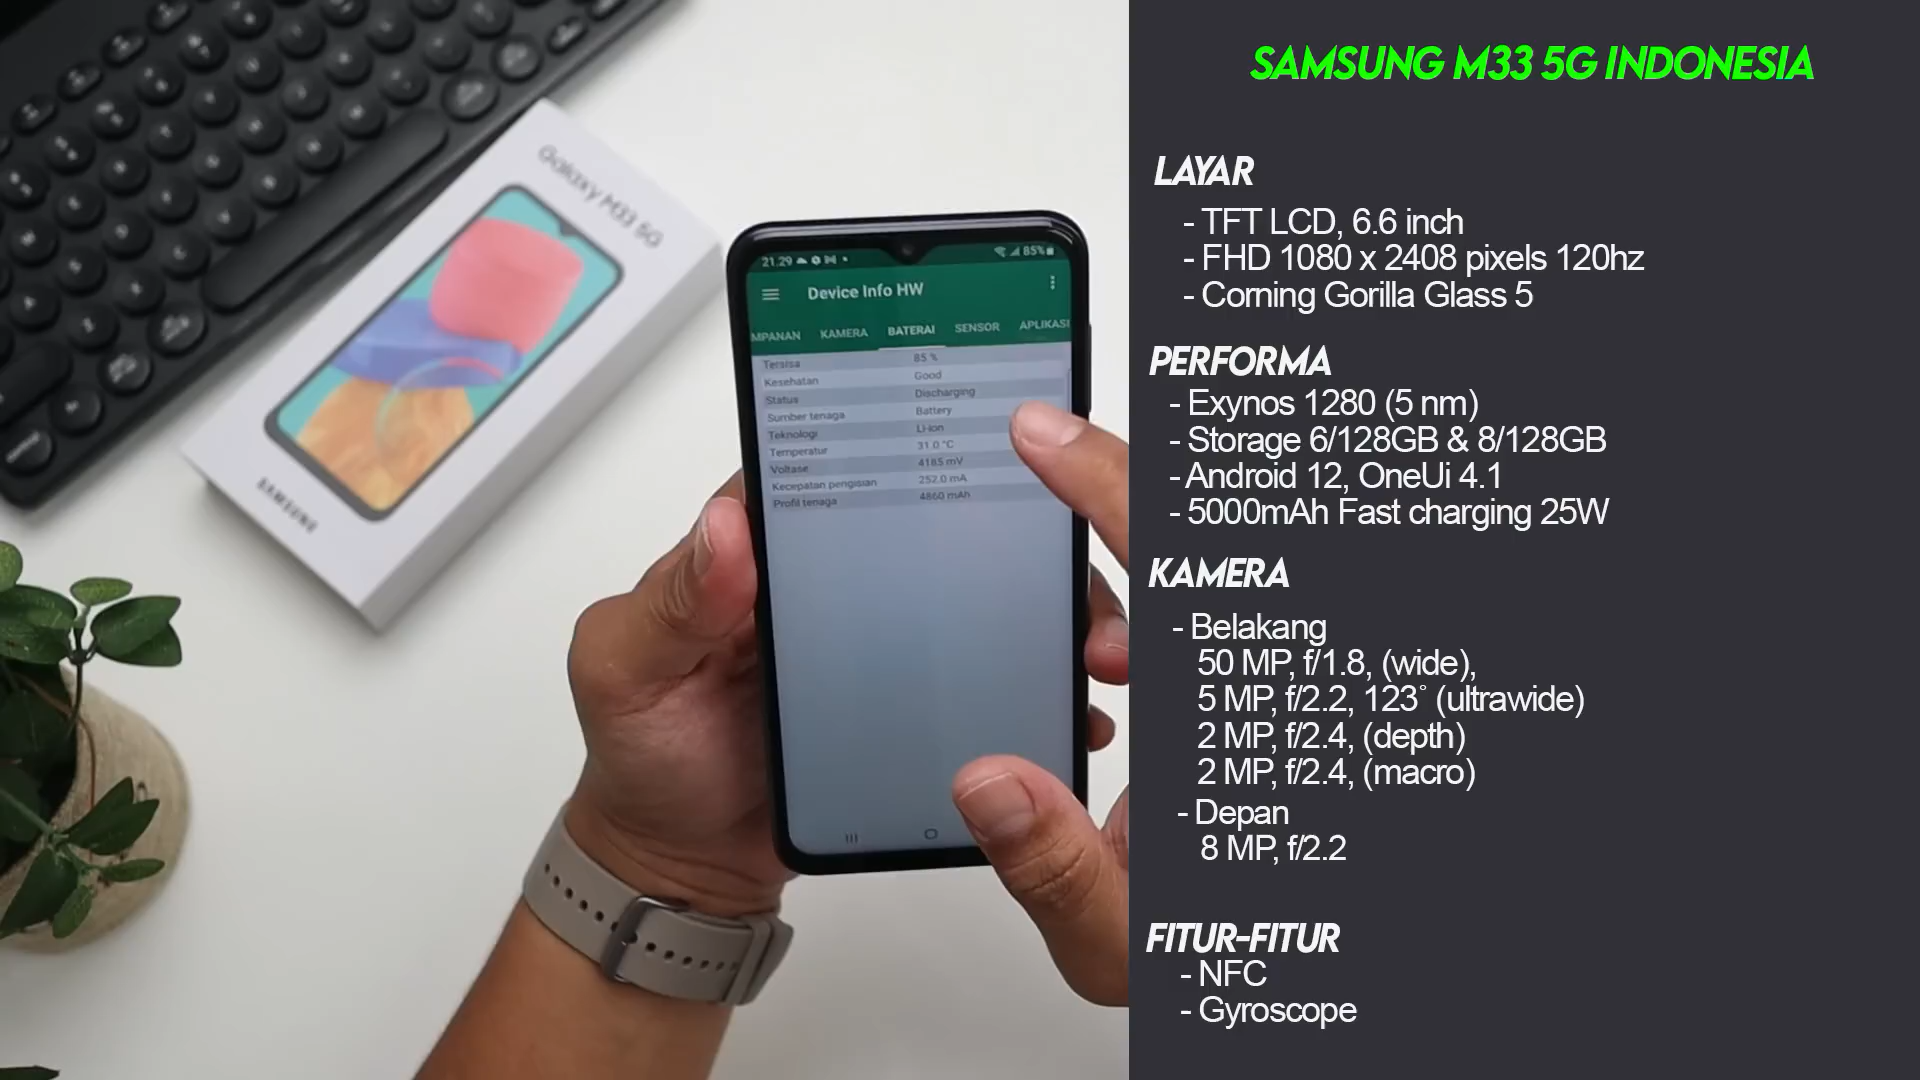 Galaxy M33 5G
SAMSUNG
21.29
85%
Device Info HW
MPANAN KAMERA BATERAI SENSOR APLIKASI
Tersisa 85 %
Kesehatan Good
Status Discharging
Sumber tenaga Battery
Teknologi Li-ion
Temperatur 31.0 °C
Voltase 4185 mV
Kecepatan pengisian 252.0 mA
Profil tenaga 4860 mAh
SAMSUNG M33 5G INDONESIA
LAYAR
- TFT LCD, 6.6 inch
- FHD 1080 x 2408 pixels 120hz
- Corning Gorilla Glass 5
PERFORMA
- Exynos 1280 (5 nm)
- Storage 6/128GB & 8/128GB
- Android 12, OneUi 4.1
- 5000mAh Fast charging 25W
KAMERA
- Belakang
50 MP, f/1.8, (wide),
5 MP, f/2.2, 123˚ (ultrawide)
2 MP, f/2.4, (depth)
2 MP, f/2.4, (macro)
- Depan
8 MP, f/2.2
FITUR-FITUR
- NFC
- Gyroscope